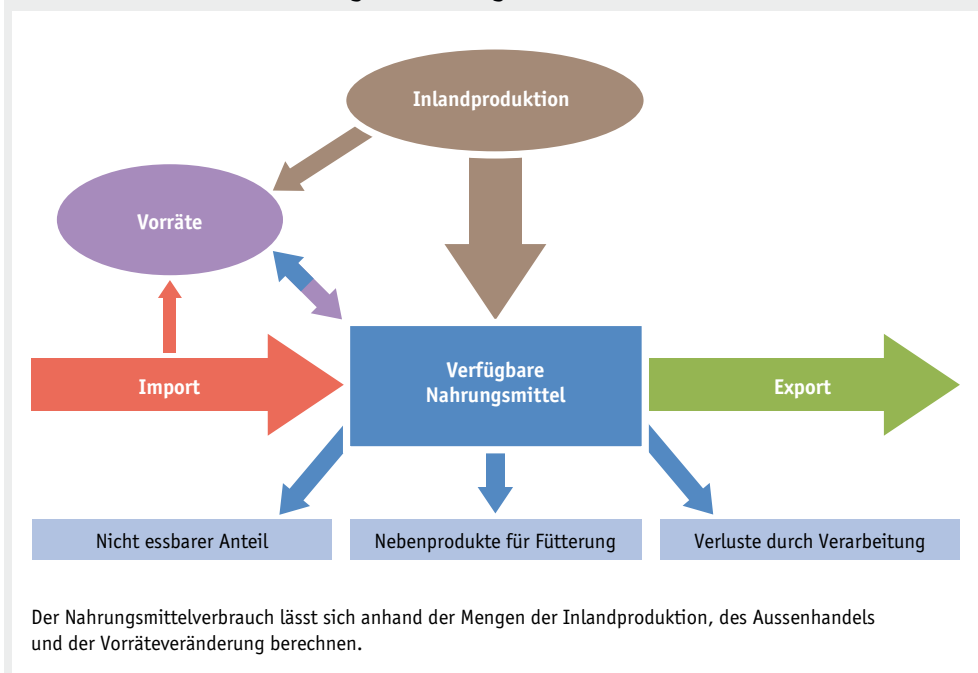 Inlandproduktion
Vorräte
Import
Verfügbare
Nahrungsmittel
Export
Nicht essbarer Anteil
Nebenprodukte für Fütterung
Verluste durch Verarbeitung
Der Nahrungsmittelverbrauch lässt sich anhand der Mengen der Inlandproduktion, des Aussenhandels
und der Vorräteveränderung berechnen.